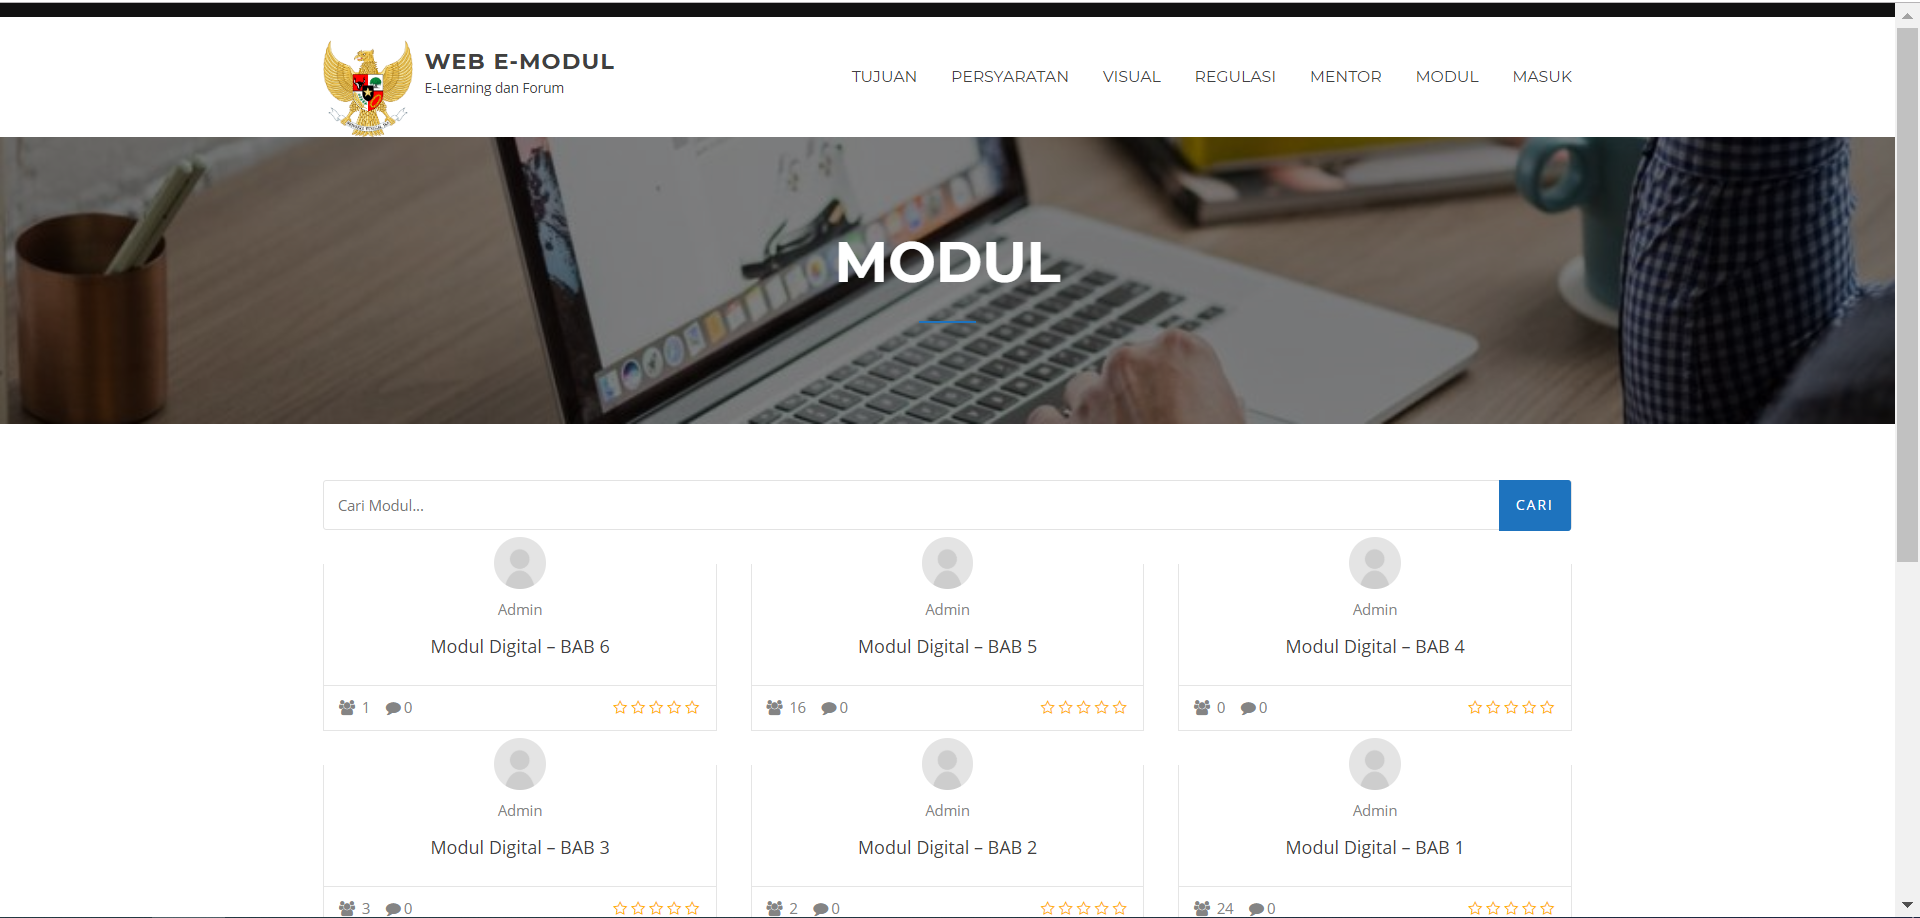 WEB E-MODUL
E-Learning dan Forum
TUJUAN PERSYARATAN VISUAL REGULASI MENTOR MODUL MASUK
MODUL
Cari Modul...
CARI
Admin
Modul Digital – BAB 6
1 0
Admin
Modul Digital – BAB 5
16 0
Admin
Modul Digital – BAB 4
0 0
Admin
Modul Digital – BAB 3
3 0
Admin
Modul Digital – BAB 2
2 0
Admin
Modul Digital – BAB 1
24 0